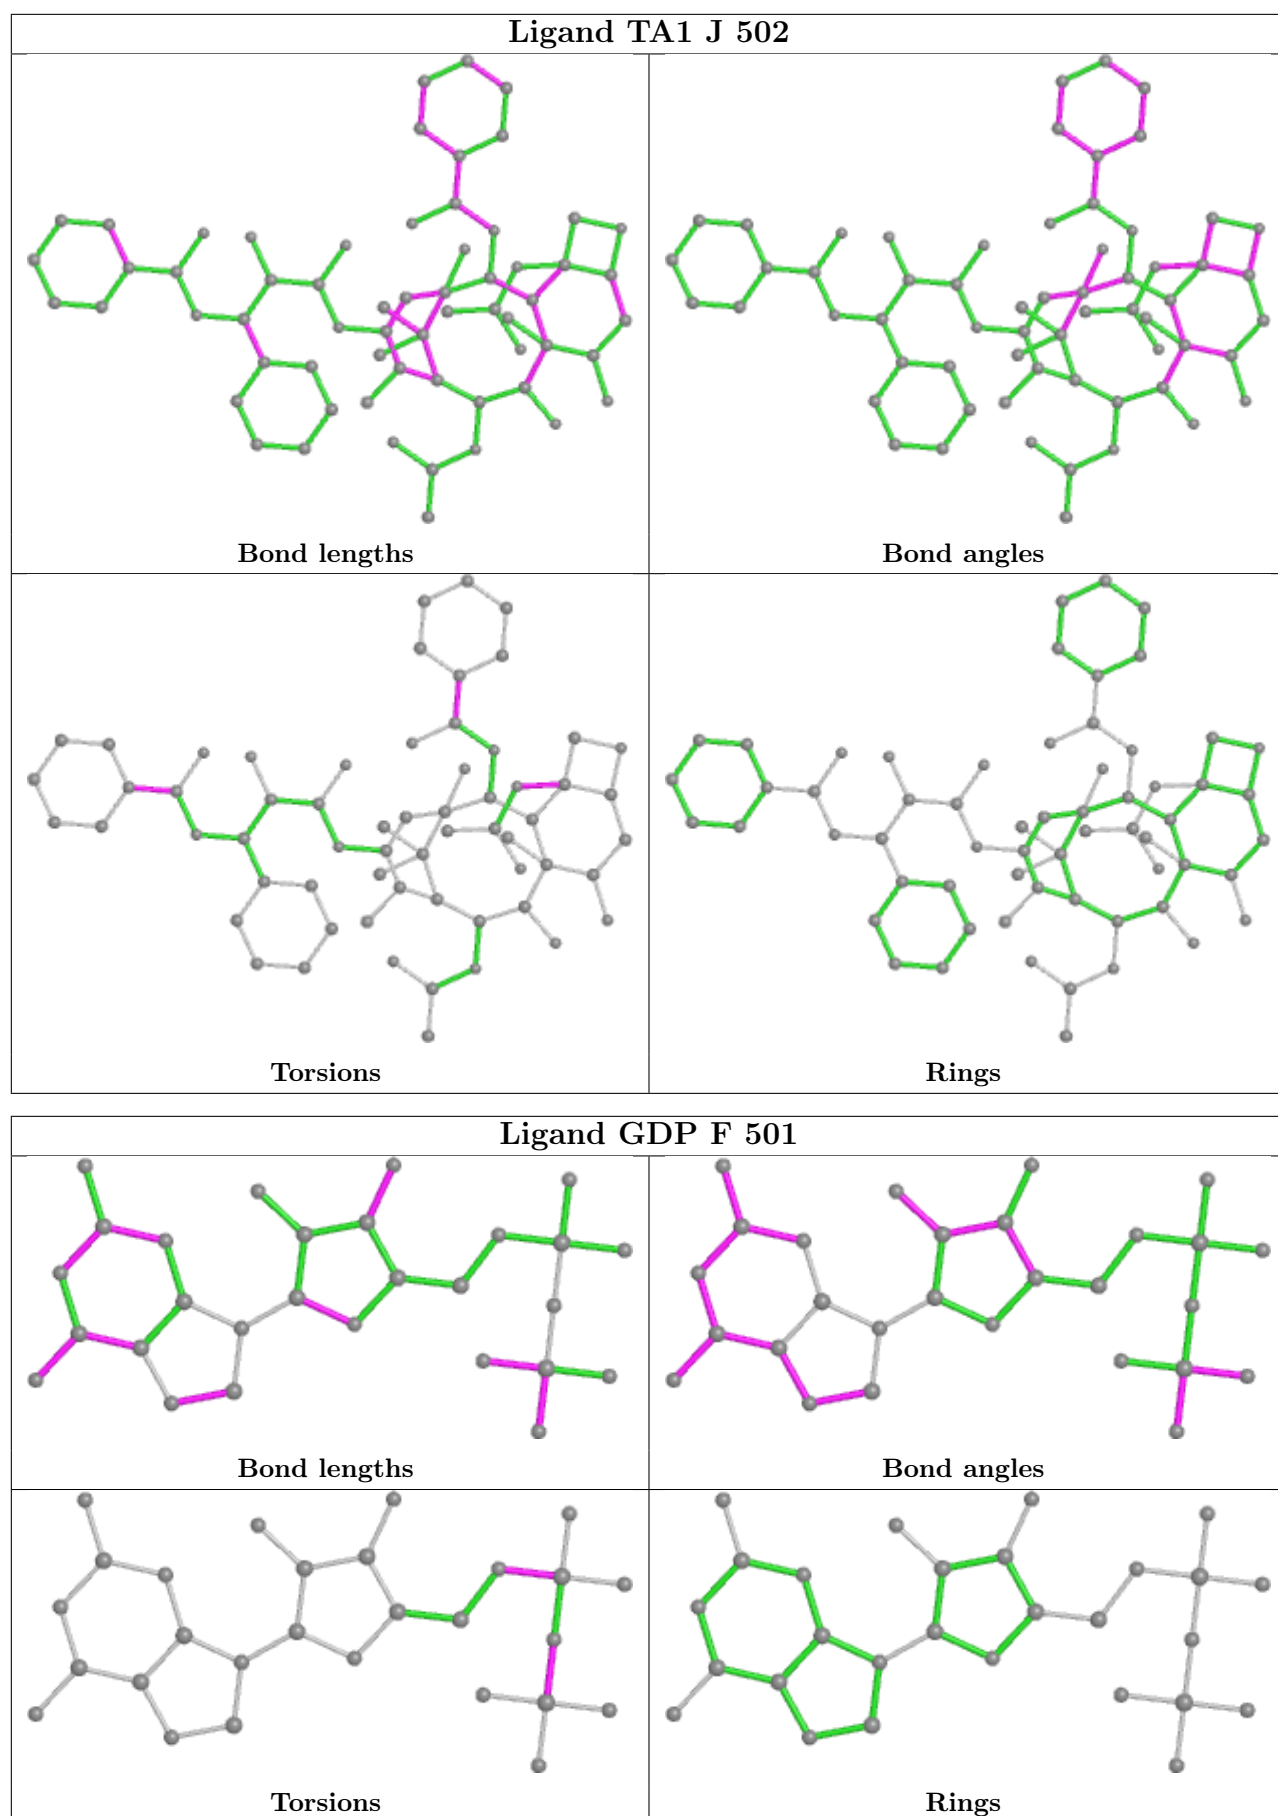 Ligand TA1 J 502
Bond lengths
Bond angles
Torsions
Rings
Ligand GDP F 501
Bond lengths
Bond angles
Torsions
Rings